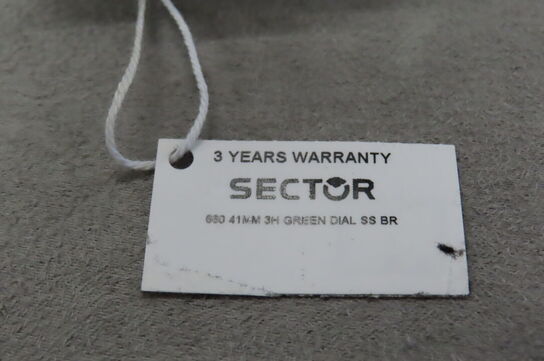 3 YEARS WARRANTY
SECTOR
660 41MM 3H GREEN DIAL SS BR